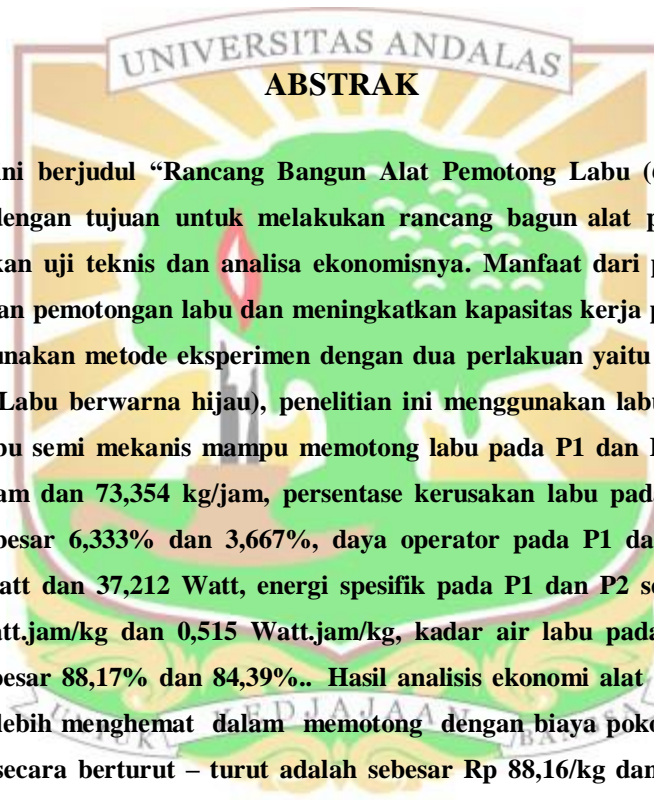 UNIVERSITAS ANDALAS
ABSTRAK
ini berjudul “Rancang Bangun Alat Pemotong Labu (
dengan tujuan untuk melakukan rancang bagun alat p
kan uji teknis dan analisa ekonomisnya. Manfaat dari p
an pemotongan labu dan meningkatkan kapasitas kerja p
unakan metode eksperimen dengan dua perlakuan yaitu
Labu berwarna hijau), penelitian ini menggunakan labu
bu semi mekanis mampu memotong labu pada P1 dan
am dan 73,354 kg/jam, persentase kerusakan labu pada
besar 6,333% dan 3,667%, daya operator pada P1 da
att dan 37,212 Watt, energi spesifik pada P1 dan P2 se
att.jam/kg dan 0,515 Watt.jam/kg, kadar air labu pada
besar 88,17% dan 84,39%.. Hasil analisis ekonomi alat
lebih menghemat dalam memotong dengan biaya poko
secara berturut – turut adalah sebesar Rp 88,16/kg dan
UNTUK KEDJAJAAN BANGSA